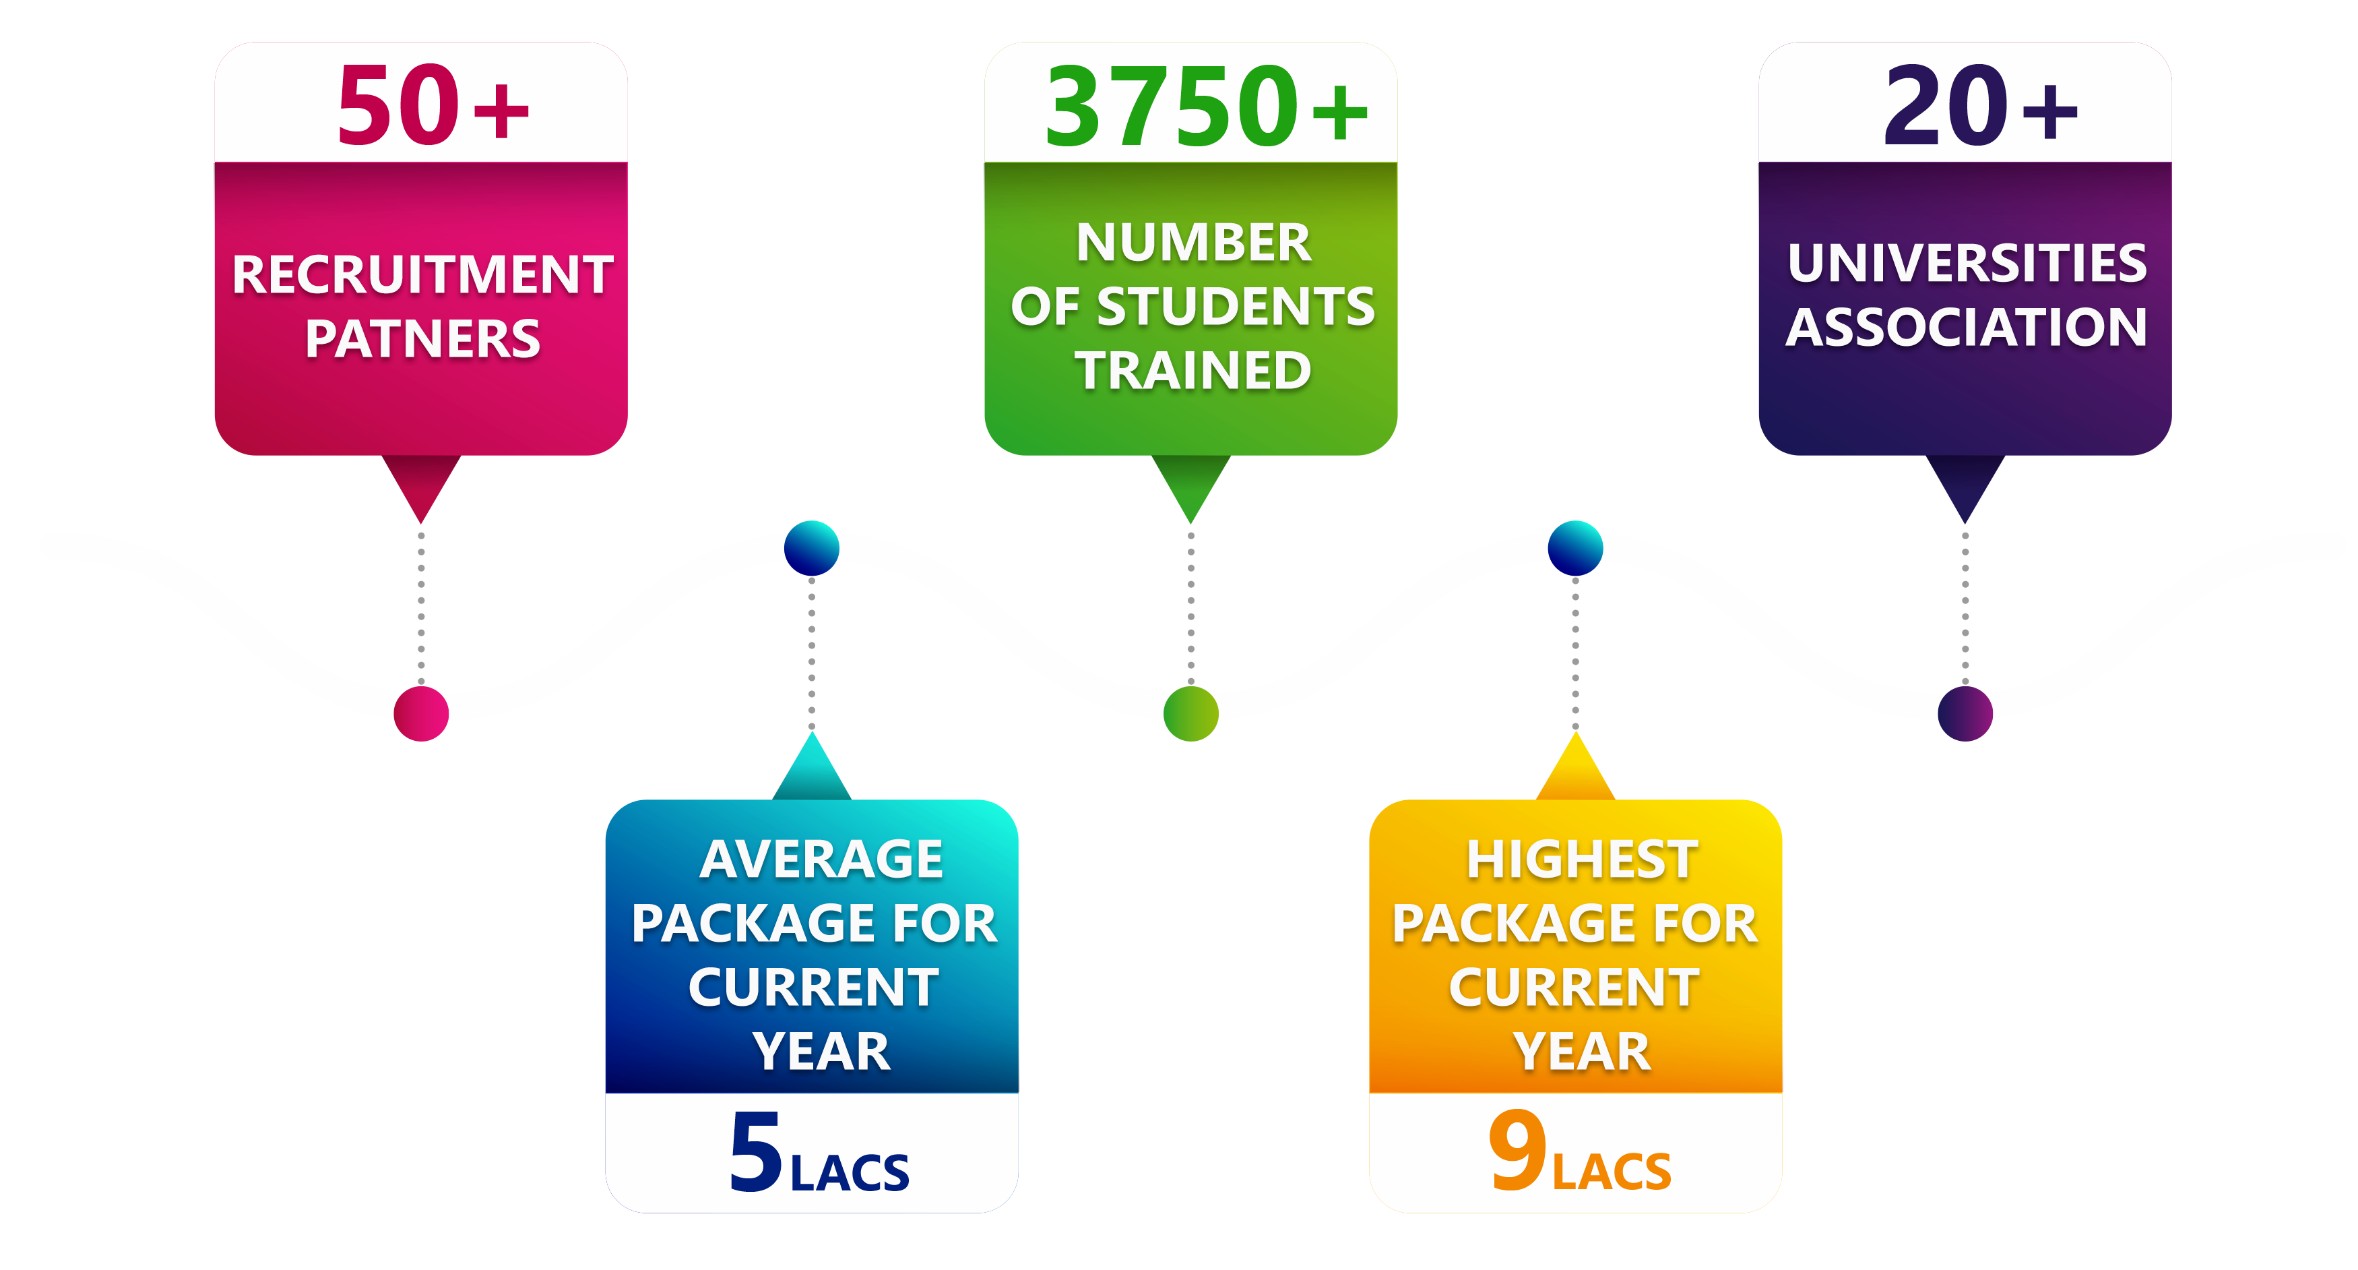 50+
RECRUITMENT
PATNERS
AVERAGE
PACKAGE FOR
CURRENT
YEAR
5 LACS
3750+
NUMBER
OF STUDENTS
TRAINED
HIGHEST
PACKAGE FOR
CURRENT
YEAR
9 LACS
20+
UNIVERSITIES
ASSOCIATION